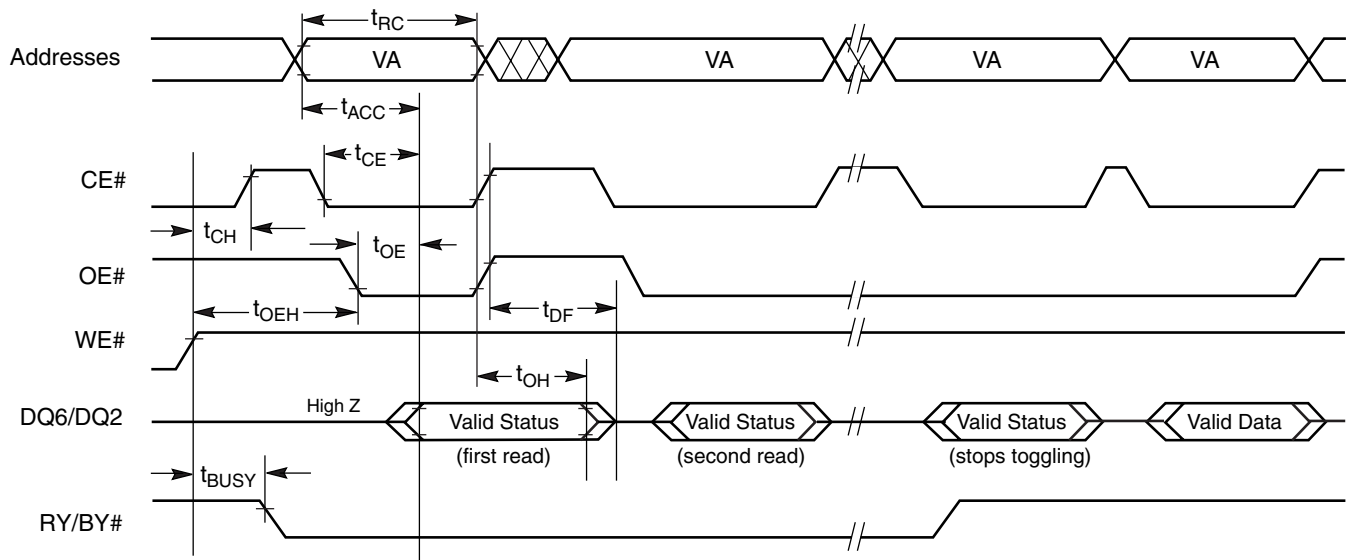 tRC
Addresses VA VA VA VA
tACC
tCE
CE#
tCH tOE
OE#
tOEH tDF
WE#
tOH
High Z
DQ6/DQ2 Valid Status Valid Status Valid Status Valid Data
(first read) (second read) (stops toggling)
tBUSY
RY/BY#